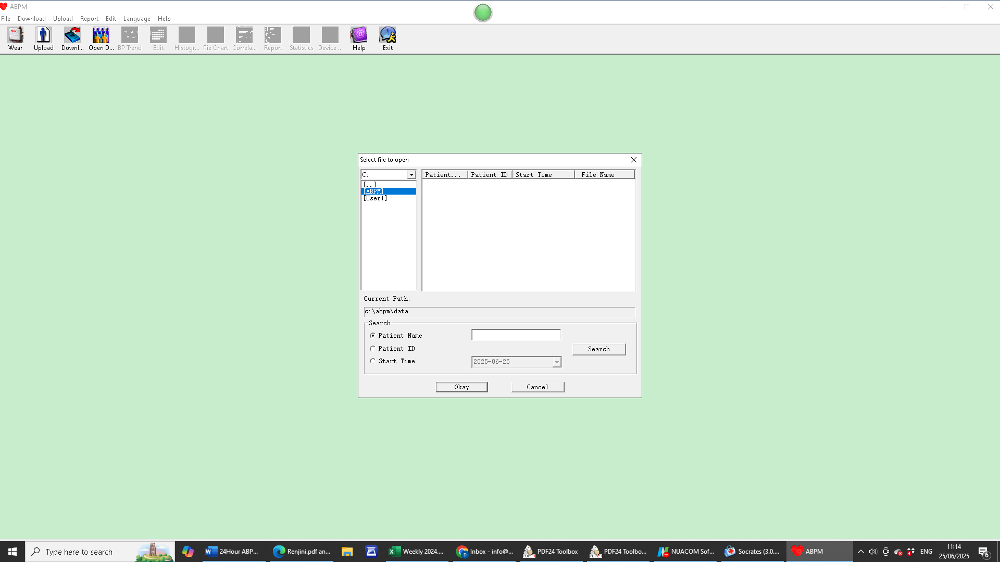 ABPM
File Download Upload Report Edit Language Help
Wear Upload Downl... Open D... BP Trend Edit Histogr... Pie Chart Correla... Report Statistics Device ... Help Exit
Select file to open
C:
Patient... Patient ID Start Time File Name
[..]
[ABPM]
[User1]
Current Path:
c:\abpm\data
Search
Patient Name
Patient ID
Search
Start Time
2025-06-25
Okay Cancel
Type here to search
24Hour ABP... Renjini.pdf an... Weekly 2024.... Inbox - info@... PDF24 Toolbox PDF24 Toolbo... NUACOM Sof... Socrates (3.0.... ABPM
ENG
11:14
25/06/2025
6